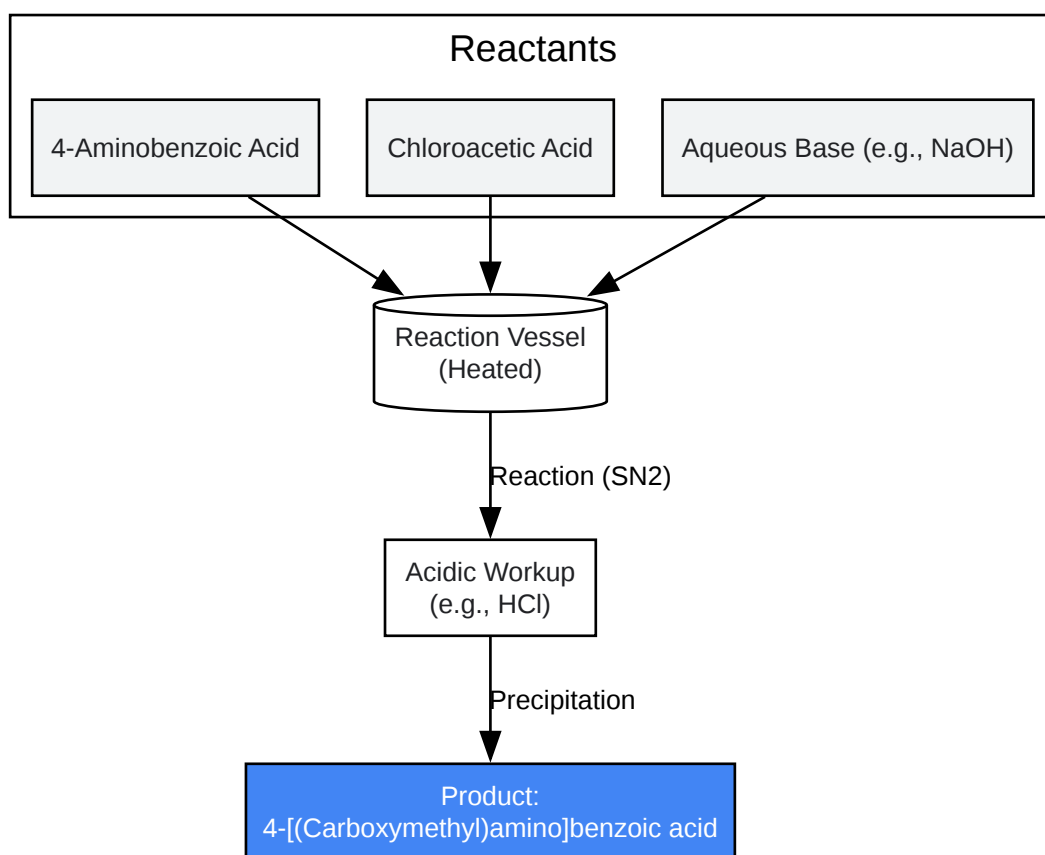 Reactants
4-Aminobenzoic Acid
Chloroacetic Acid
Aqueous Base (e.g., NaOH)
Reaction Vessel
(Heated)
Reaction (SN2)
Acidic Workup
(e.g., HCl)
Precipitation
Product:
4-[(Carboxymethyl)amino]benzoic acid